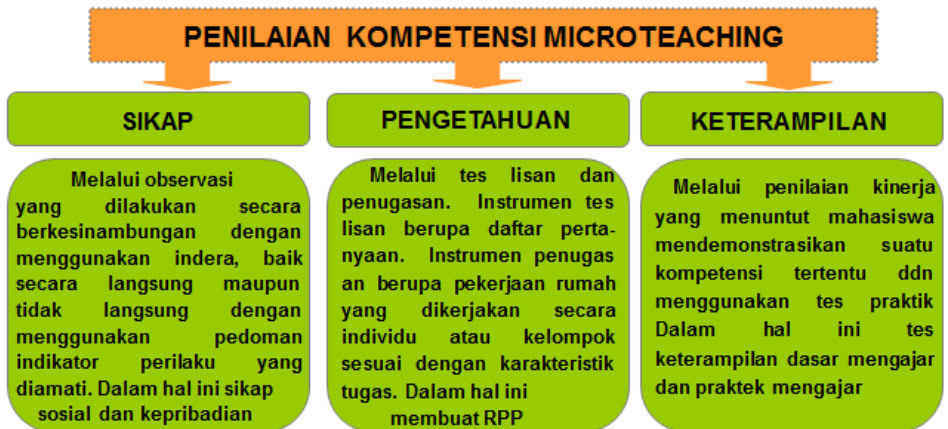 PENILAIAN KOMPETENSI MICROTEACHING
SIKAP
Melalui observasi
yang dilakukan secara
berkesinambungan dengan
menggunakan indera, baik
secara langsung maupun
tidak langsung dengan
menggunakan pedoman
indikator perilaku yang
diamati. Dalam hal ini sikap
sosial dan kepribadian
PENGETAHUAN
Melalui tes lisan dan
penugasan. Instrumen tes
lisan berupa daftar perta-
nyaan. Instrumen penugas
an berupa pekerjaan rumah
yang dikerjakan secara
individu atau kelompok
sesuai dengan karakteristik
tugas. Dalam hal ini
membuat RPP
KETERAMPILAN
Melalui penilaian kinerja
yang menuntut mahasiswa
mendemonstrasikan suatu
kompetensi tertentu ddn
menggunakan tes praktik
Dalam hal ini tes
keterampilan dasar mengajar
dan praktek mengajar